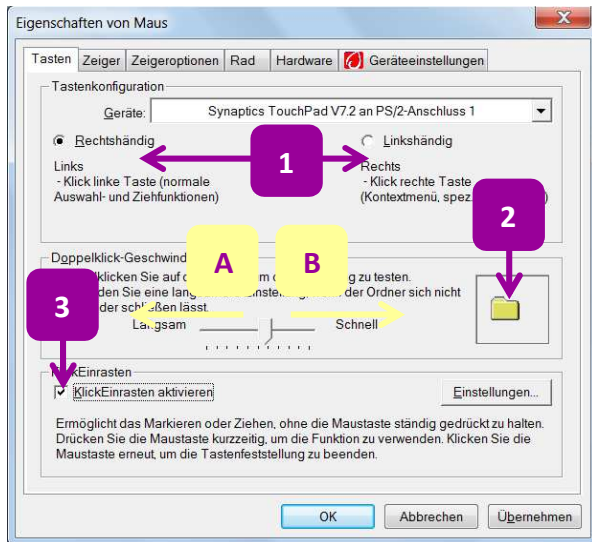 Eigenschaften von Maus
Tasten Zeiger Zeigeroptionen Rad Hardware Geräteeinstellungen
Tastenkonfiguration
Geräte: Synaptics TouchPad V7.2 an PS/2-Anschluss 1
Rechtshändig Linkshändig
1
Links Rechts
- Klick linke Taste (normale - Klick rechte Taste
Auswahl- und Ziehfunktionen) (Kontextmenü, spez
2
Doppelklick-Geschwind
A B
klicken Sie auf zu testen.
den Sie eine der Ordner sich nicht
3
der schließen lässt.
Langsam Schnell
KlickEinrasten aktivieren Einstellungen...
Ermöglicht das Markieren oder Ziehen, ohne die Maustaste ständig gedrückt zu halten.
Drücken Sie die Maustaste kurzzeitig, um die Funktion zu verwenden. Klicken Sie die
Maustaste erneut, um die Tastenfeststellung zu beenden.
OK Abbrechen Übernehmen